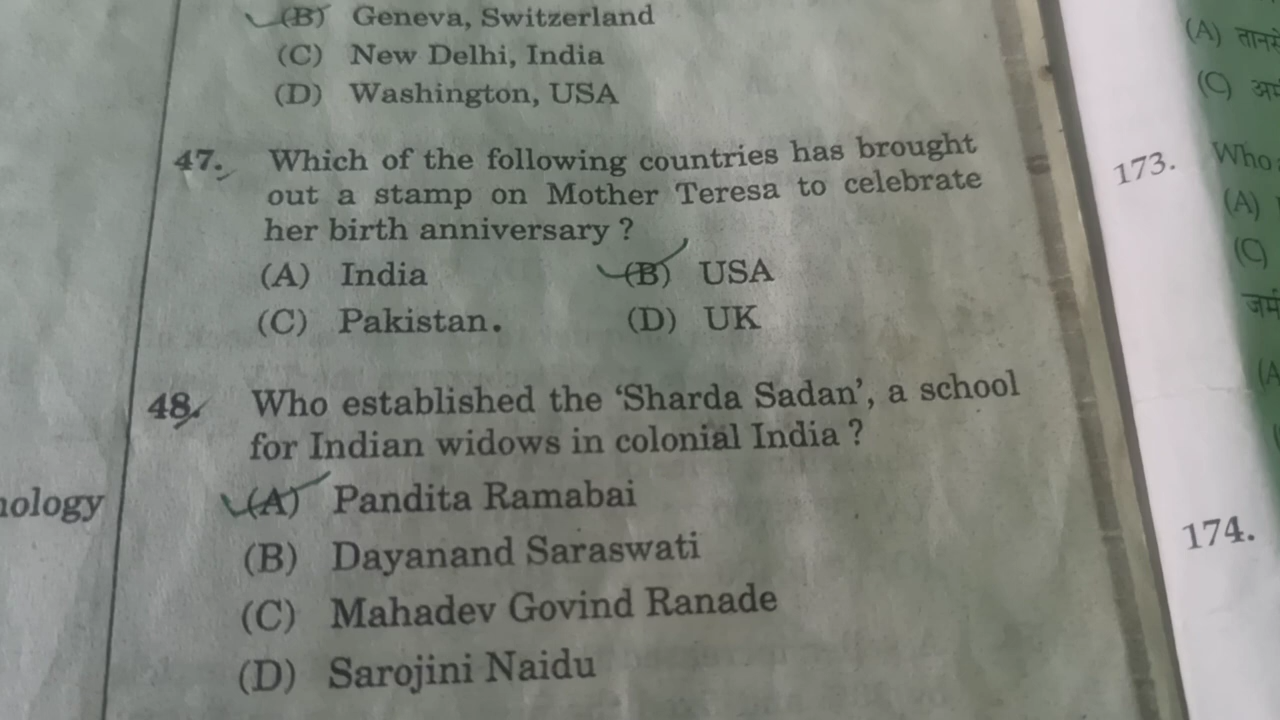 (B) Geneva, Switzerland
(C) New Delhi, India
(D) Washington, USA
47. Which of the following countries has brought
out a stamp on Mother Teresa to celebrate
her birth anniversary ?
(A) India (B) USA
(C) Pakistan. (D) UK
48. Who established the ‘Sharda Sadan’, a school
for Indian widows in colonial India ?
(A) Pandita Ramabai
(B) Dayanand Saraswati
(C) Mahadev Govind Ranade
(D) Sarojini Naidu
(A)
(C)
173. Who
(A)
(C)
174.